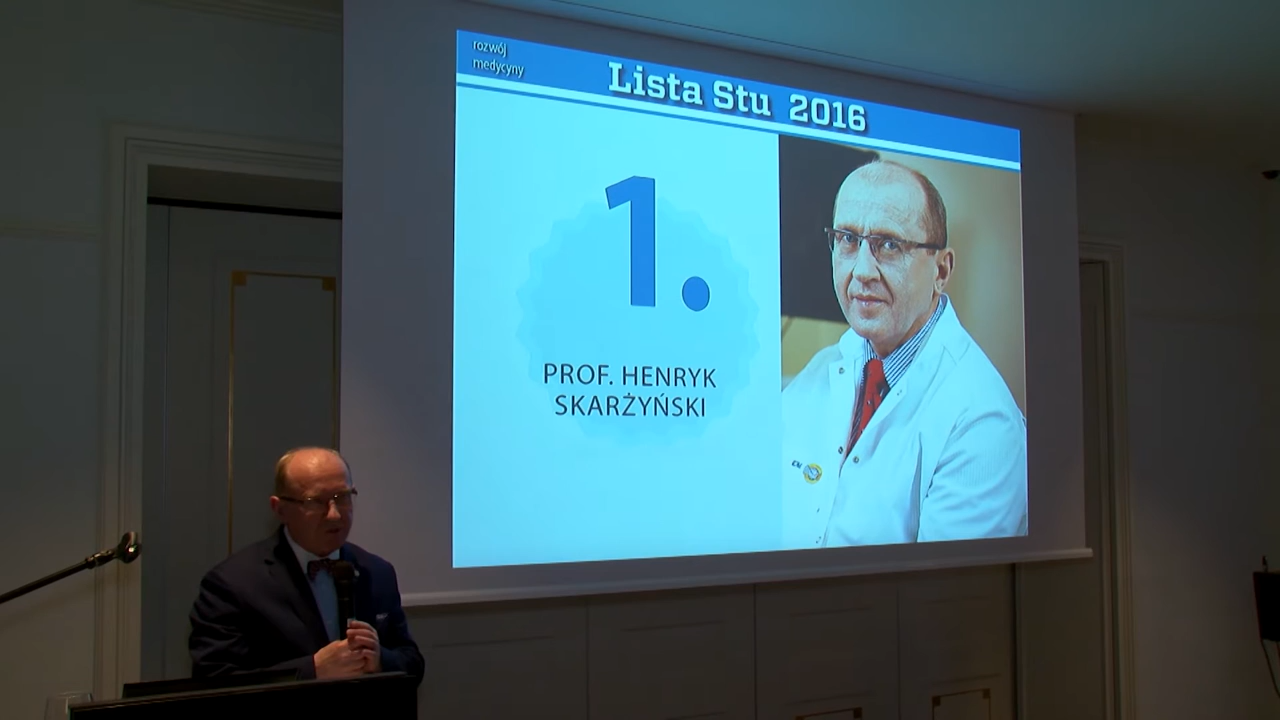 rozwój
medycyny
Lista Stu 2016
1.
PROF. HENRYK
SKARŻYŃSKI